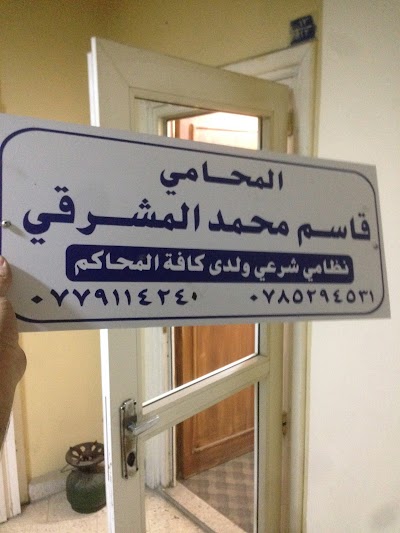 المحامي
قاسم محمد المشرقي
نظامي شرعي ولدى كافة المحاكم
٠٧٨٥٢٩٤٥٣١ ٠٧٧٩١١٤٢٤٠